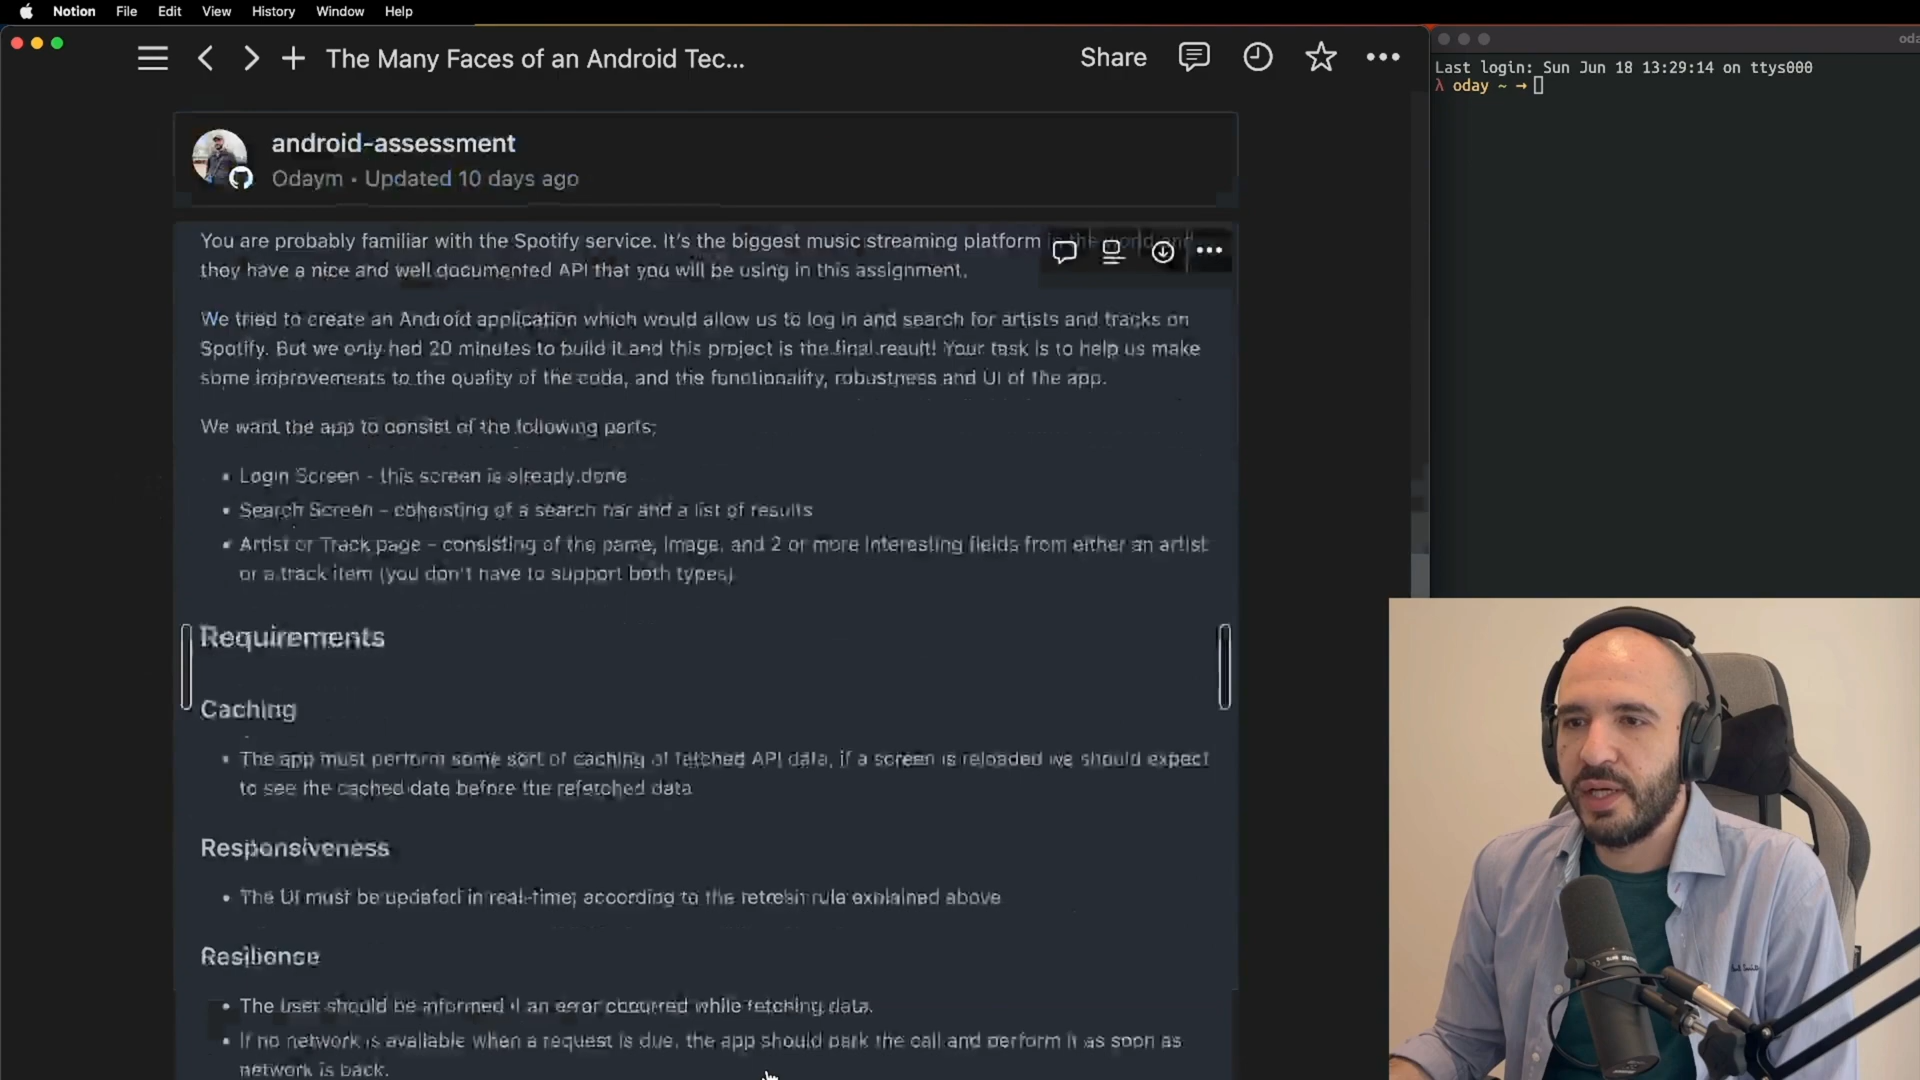 Notion File Edit View History Window Help
The Many Faces of an Android Tec...
Share
oda
Last login: Sun Jun 18 13:29:14 on ttys000
λ oday ~ →
android-assessment
Odaym • Updated 10 days ago
You are probably familiar with the Spotify service. It's the biggest music streaming platform in the world and
they have a nice and well documented API that you will be using in this assignment.
We tried to create an Android application which would allow us to log in and search for artists and tracks on
Spotify. But we only had 20 minutes to build it and this project is the final result! Your task is to help us make
some improvements to the quality of the code, and the functionality, robustness and UI of the app.
We want the app to consist of the following parts:
• Login Screen - this screen is already done
• Search Screen - consisting of a search bar and a list of results
• Artist or Track page - consisting of the name, image, and 2 or more interesting fields from either an artist
or a track item (you don't have to support both types)
Requirements
Caching
• The app must perform some sort of caching of fetched API data, if a screen is reloaded we should expect
to see the cached date before the refetched data
Responsiveness
• The UI must be updated in real-time, according to the refresh rule explained above
Resilience
• The user should be informed if an error occurred while fetching data.
• If no network is available when a request is due, the app should park the call and perform it as soon as
network is back.